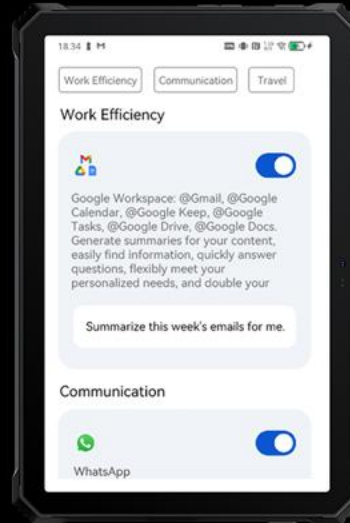 18.34
Work Efficiency
Communication
Travel
Work Efficiency
Google Workspace: @Gmail, @Google
Calendar, @Google Keep, @Google
Tasks, @Google Drive, @Google Docs.
Generate summaries for your content,
easily find information, quickly answer
questions, flexibly meet your
personalized needs, and double your
Summarize this week's emails for me.
Communication
WhatsApp